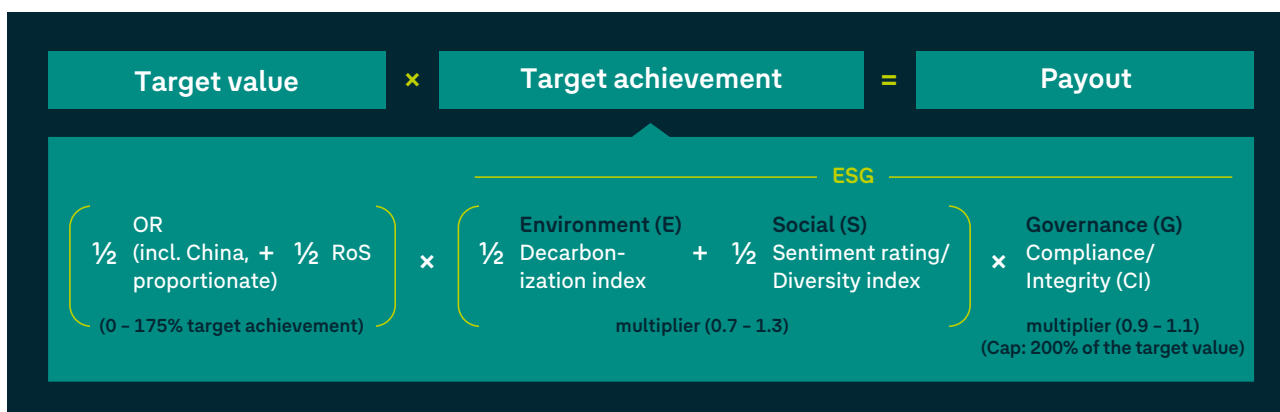 Target value × Target achievement = Payout
ESG
½ OR (incl. China, proportionate) + ½ RoS
(0 – 175% target achievement)
×
½ Environment (E)
Decarbon-
ization index
+
½ Social (S)
Sentiment rating/
Diversity index
multiplier (0.7 – 1.3)
×
Governance (G)
Compliance/
Integrity (CI)
multiplier (0.9 – 1.1)
(Cap: 200% of the target value)